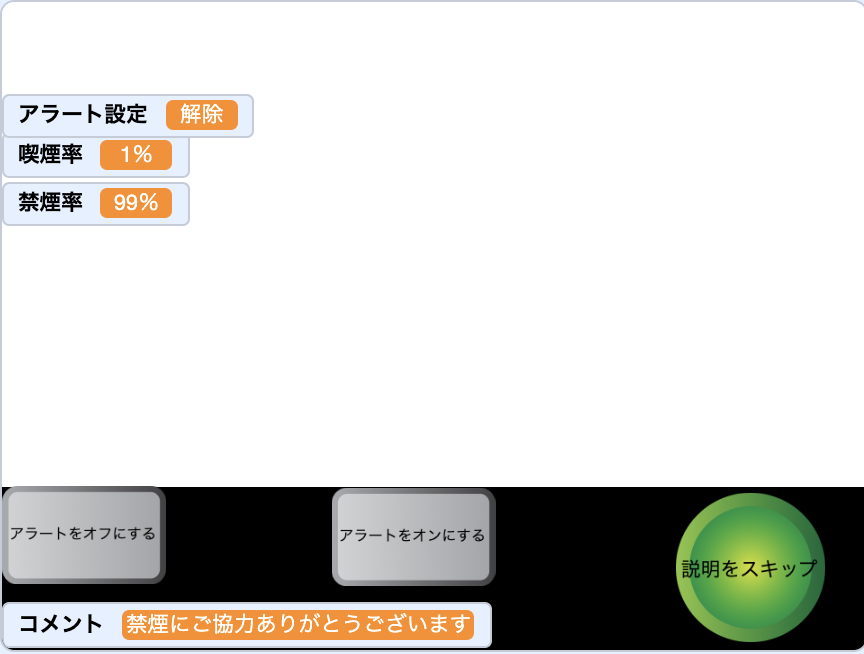 アラート設定 解除
喫煙率 1%
禁煙率 99%
アラートをオフにする
アラートをオンにする
説明をスキップ
コメント 禁煙にご協力ありがとうございます